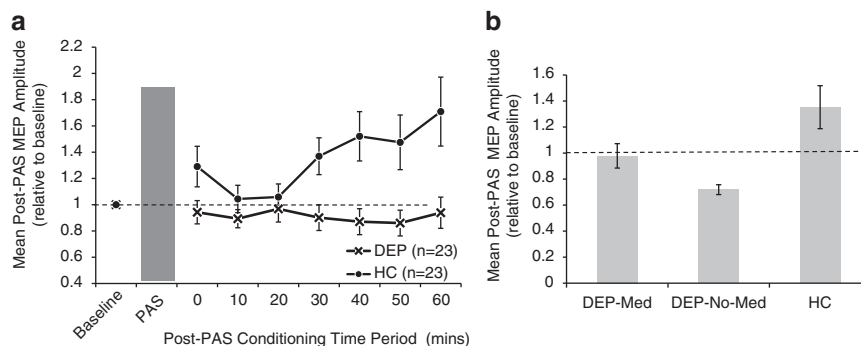 a
Mean Post-PAS MEP Amplitude
(relative to baseline)
2.2
2
1.8
1.6
1.4
1.2
1
0.8
0.6
0.4
DEP (n=23)
HC (n=23)
Baseline
PAS
0 10 20 30 40 50 60
Post-PAS Conditioning Time Period (mins)
b
Mean Post-PAS MEP Amplitude
(relative to baseline)
1.6
1.4
1.2
1
0.8
0.6
0.4
0.2
0
DEP-Med DEP-No-Med HC